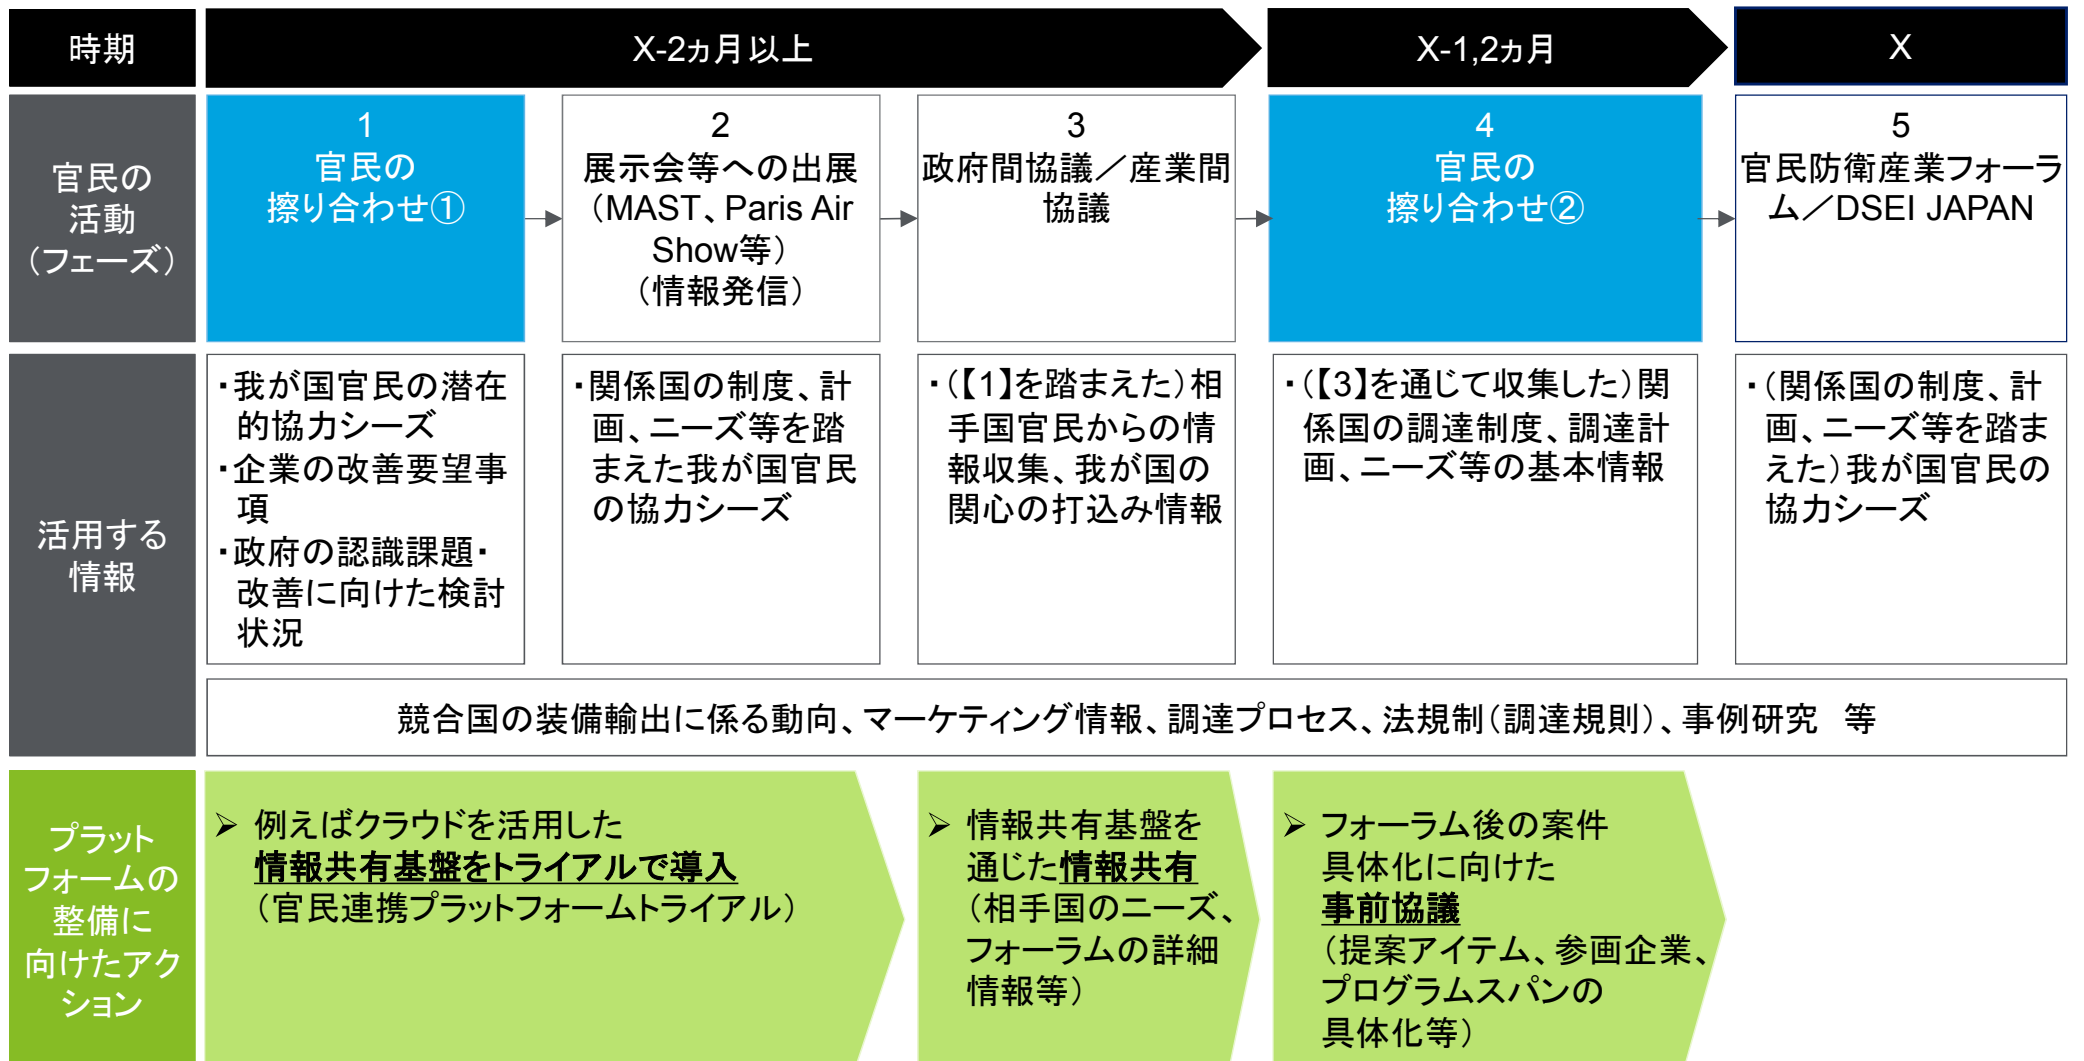 時期
X-2ヵ月以上
X-1,2ヵ月
X
官民の
活動
（フェーズ）
1
官民の
擦り合わせ①
2
展示会等への出展
（MAST、Paris Air
Show等）
（情報発信）
3
政府間協議／産業間
協議
4
官民の
擦り合わせ②
5
官民防衛産業フォーラ
ム／DSEI JAPAN
活用する
情報
・我が国官民の潜在
的協力シーズ
・企業の改善要望事
項
・政府の認識課題・
改善に向けた検討
状況
・関係国の制度、計
画、ニーズ等を踏
まえた我が国官民
の協力シーズ
・（【1】を踏まえた）相
手国官民からの情
報収集、我が国の
関心の打込み情報
・（【3】を通じて収集した）関
係国の調達制度、調達計
画、ニーズ等の基本情報
・（関係国の制度、計
画、ニーズ等を踏ま
えた）我が国官民の
協力シーズ
競合国の装備輸出に係る動向、マーケティング情報、調達プロセス、法規制（調達規則）、事例研究　等
プラット
フォームの
整備に
向けたアク
ション
➢ 例えばクラウドを活用した
情報共有基盤をトライアルで導入
（官民連携プラットフォームトライアル）
➢ 情報共有基盤を
通じた情報共有
（相手国のニーズ、
フォーラムの詳細
情報等）
➢ フォーラム後の案件
具体化に向けた
事前協議
（提案アイテム、参画企業、
プログラムスパンの
具体化等）